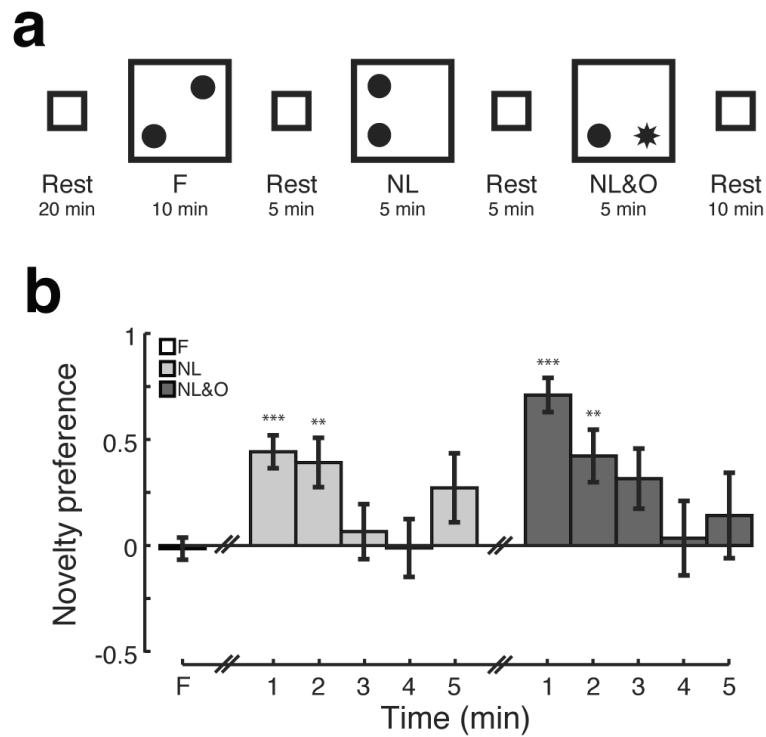 a
Rest F Rest NL Rest NL&O Rest
20 min 10 min 5 min 5 min 5 min 5 min 10 min
b
Novelty preference
1
0.5
0
-0.5
F
NL
NL&O
*** ** *** **
F 1 2 3 4 5 1 2 3 4 5
Time (min)